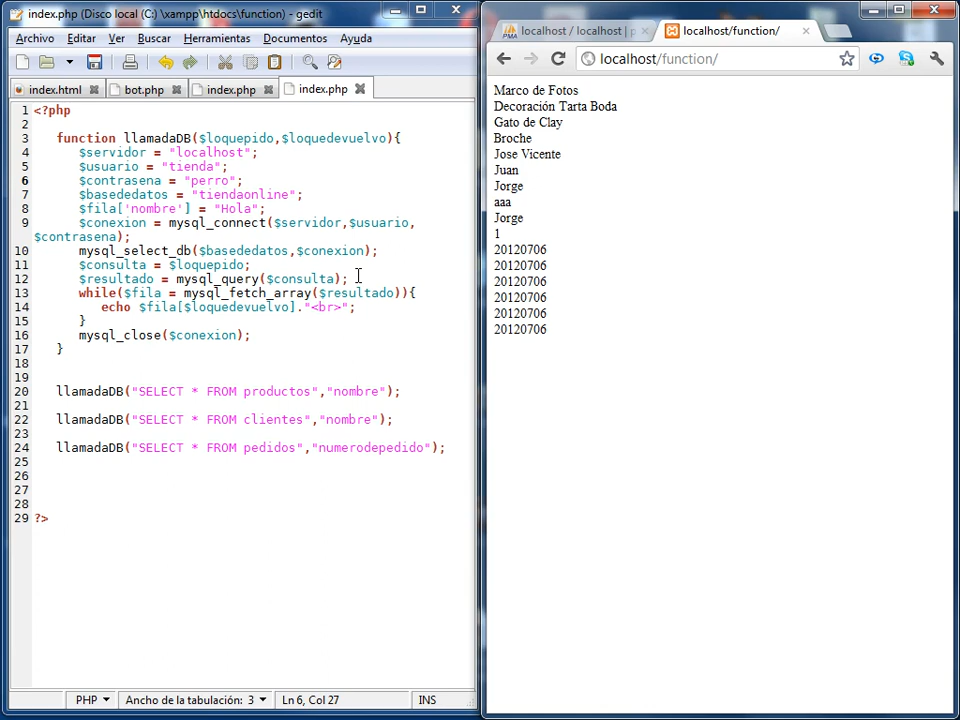 index.php (Disco local (C:) \xampp\htdocs\function) - gedit
Archivo Editar Ver Buscar Herramientas Documentos Ayuda
index.html bot.php index.php index.php
1 <?php
2
3 function llamadaDB($loquepido,$loquedevuelvo){
4 $servidor = "localhost";
5 $usuario = "tienda";
6 $contrasena = "perro";
7 $basededatos = "tiendaonline";
8 $fila['nombre'] = "Hola";
9 $conexion = mysql_connect($servidor,$usuario,
$contrasena);
10 mysql_select_db($basededatos,$conexion);
11 $consulta = $loquepido;
12 $resultado = mysql_query($consulta);
13 while($fila = mysql_fetch_array($resultado)){
14 echo $fila[$loquedevuelvo]."<br>";
15 }
16 mysql_close($conexion);
17 }
18
19
20 llamadaDB("SELECT * FROM productos","nombre");
21
22 llamadaDB("SELECT * FROM clientes","nombre");
23
24 llamadaDB("SELECT * FROM pedidos","numerodepedido");
25
26
27
28
29 ?>
PHP Ancho de la tabulación: 3 Ln 6, Col 27 INS
localhost / localhost | p localhost/function/
localhost/function/
Marco de Fotos
Decoración Tarta Boda
Gato de Clay
Broche
Jose Vicente
Juan
Jorge
aaa
Jorge
1
20120706
20120706
20120706
20120706
20120706
20120706